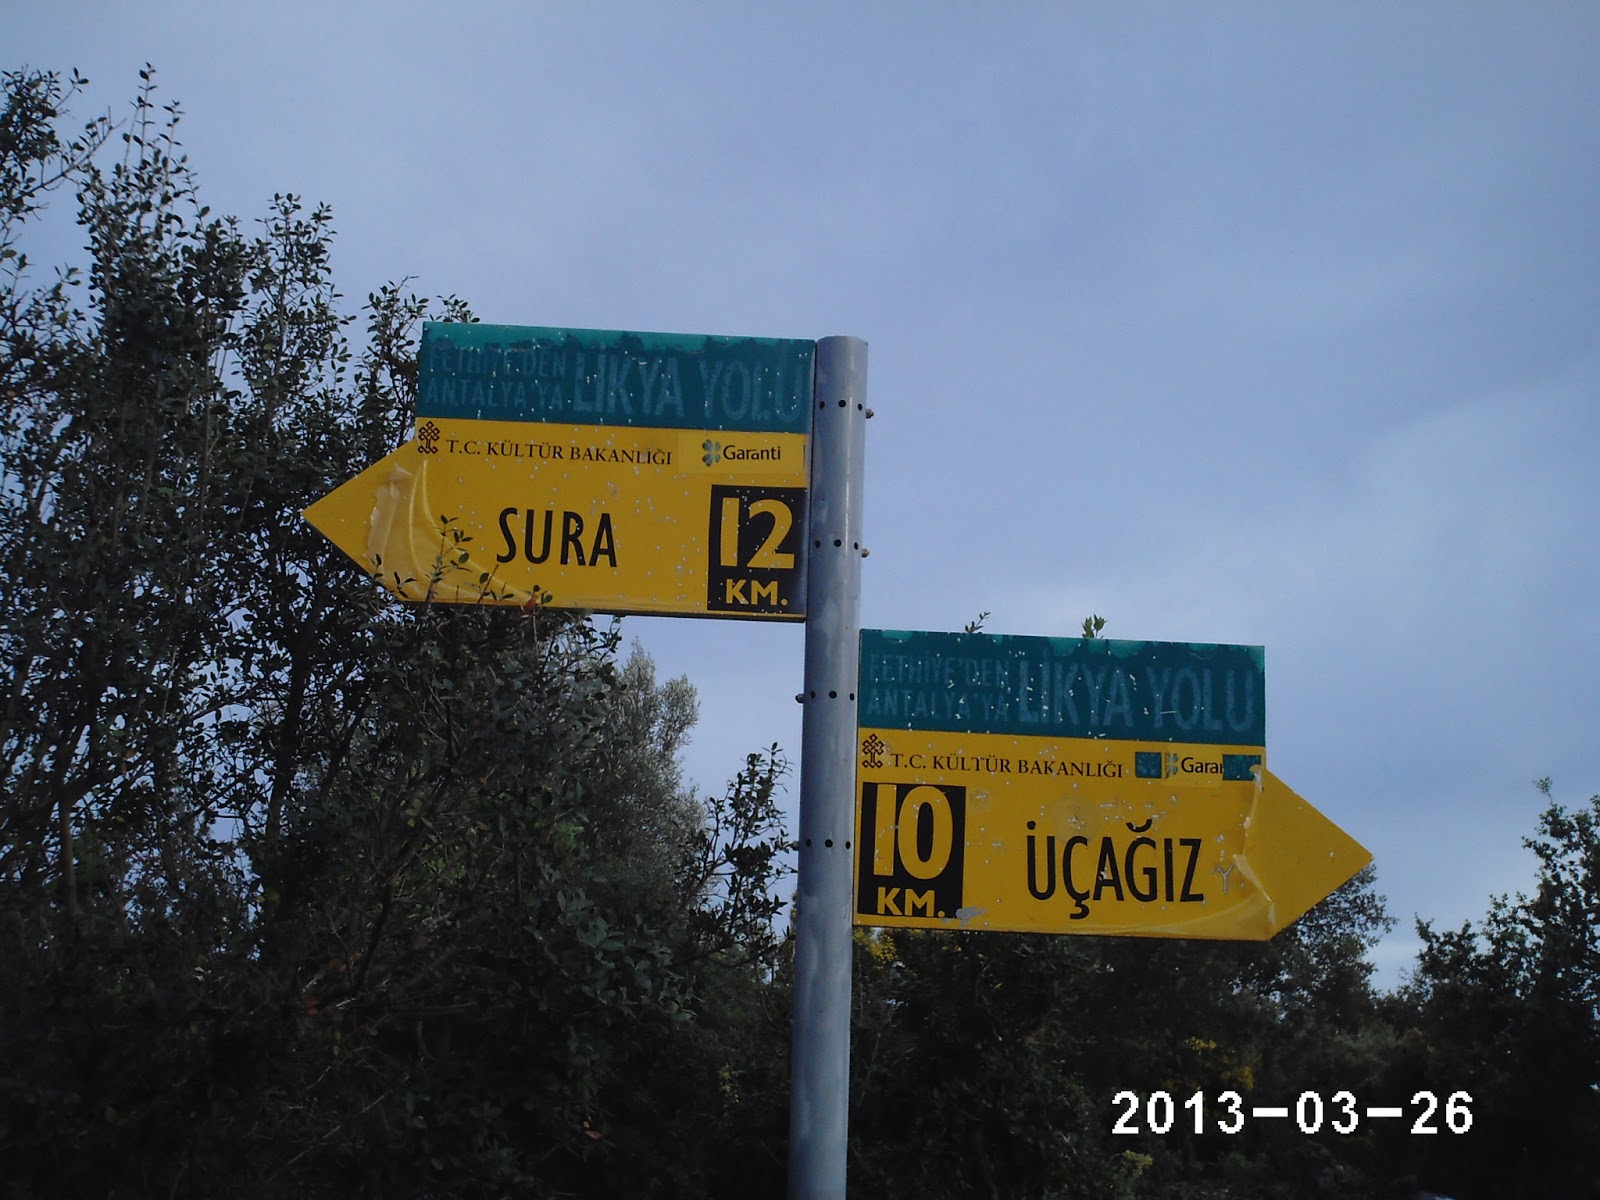 FETHİYE'DEN
ANTALYA'YA LİKYA YOLU
T.C. KÜLTÜR BAKANLIĞI Garanti
SURA 12
KM.
FETHİYE'DEN
ANTALYA'YA LİKYA YOLU
T.C. KÜLTÜR BAKANLIĞI Garan
10 ÜÇAĞIZ
KM.
2013-03-26